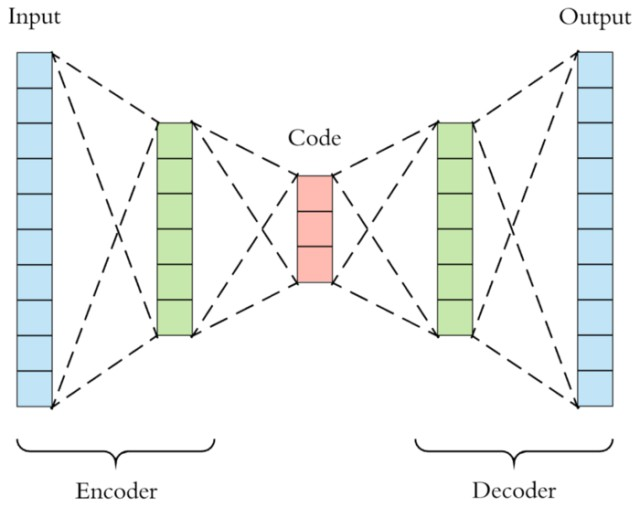 Input
Output
Code
Encoder
Decoder